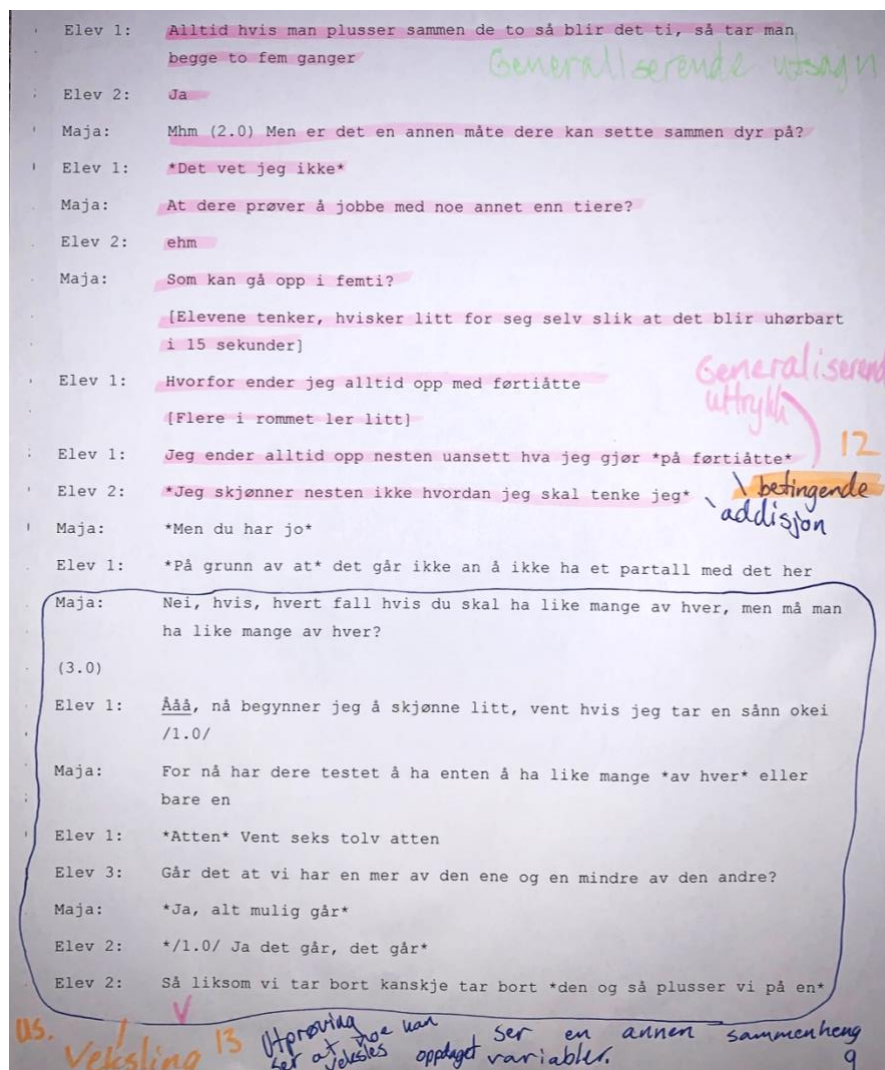 Elev 1: Alltid hvis man plusser sammen de to så blir det ti, så tar man
begge to fem ganger
Generaliserende utsagn
Elev 2: Ja
Maja: Mhm (2.0) Men er det en annen måte dere kan sette sammen dyr på?
Elev 1: *Det vet jeg ikke*
Maja: At dere prøver å jobbe med noe annet enn tiere?
Elev 2: ehm
Maja: Som kan gå opp i femti?
[Elevene tenker, hvisker litt for seg selv slik at det blir uhørbart
i 15 sekunder]
Elev 1: Hvorfor ender jeg alltid opp med førtiåtte
Generaliserend
uttrykk
[Flere i rommet ler litt]
Elev 1: Jeg ender alltid opp nesten uansett hva jeg gjør *på førtiåtte*
12
Elev 2: *Jeg skjønner nesten ikke hvordan jeg skal tenke jeg*
betingende
addisjon
Maja: *Men du har jo*
Elev 1: *På grunn av at* det går ikke an å ikke ha et partall med det her
Maja: Nei, hvis, hvert fall hvis du skal ha like mange av hver, men må man
ha like mange av hver?
(3.0)
Elev 1: Ååå, nå begynner jeg å skjønne litt, vent hvis jeg tar en sånn okei
/1.0/
Maja: For nå har dere testet å ha enten å ha like mange *av hver* eller
bare en
Elev 1: *Atten* Vent seks tolv atten
Elev 3: Går det at vi har en mer av den ene og en mindre av den andre?
Maja: *Ja, alt mulig går*
Elev 2: */1.0/ Ja det går, det går*
Elev 2: Så liksom vi tar bort kanskje tar bort *den og så plusser vi på en*
us.
Veksling 13
Utprøving
ser at noe kan
veksles
oppdaget
ser en annen sammenheng
variabler.
9